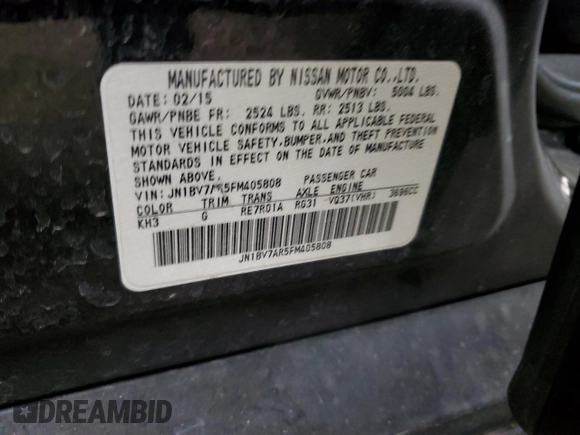 MANUFACTURED BY NISSAN MOTOR CO.,LTD.
DATE: 02/15 GVWR/PNBV: 5004 LBS.
GAWR/PNBE FR: 2524 LBS. RR: 2513 LBS.
THIS VEHICLE CONFORMS TO ALL APPLICABLE FEDERAL
MOTOR VEHICLE SAFETY,BUMPER,AND THEFT PREVENTION
STANDARDS IN EFFECT ON THE DATE OF MANUFACTURE
SHOWN ABOVE.
VIN:JN1BV7AR5FM405808 PASSENGER CAR
COLOR TRIM TRANS AXLE ENGINE
KH3 G RE7R01A RG31 VQ37(VHR) 3696CC
JN1BV7AR5FM405808
DREAMBID